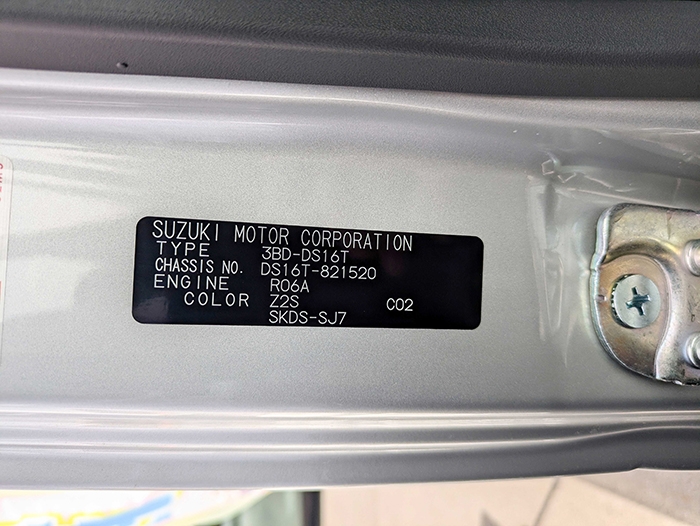 SUZUKI MOTOR CORPORATION
TYPE 3BD-DS16T
CHASSIS NO. DS16T-821520
ENGINE R06A
COLOR Z2S C02
SKDS-SJ7